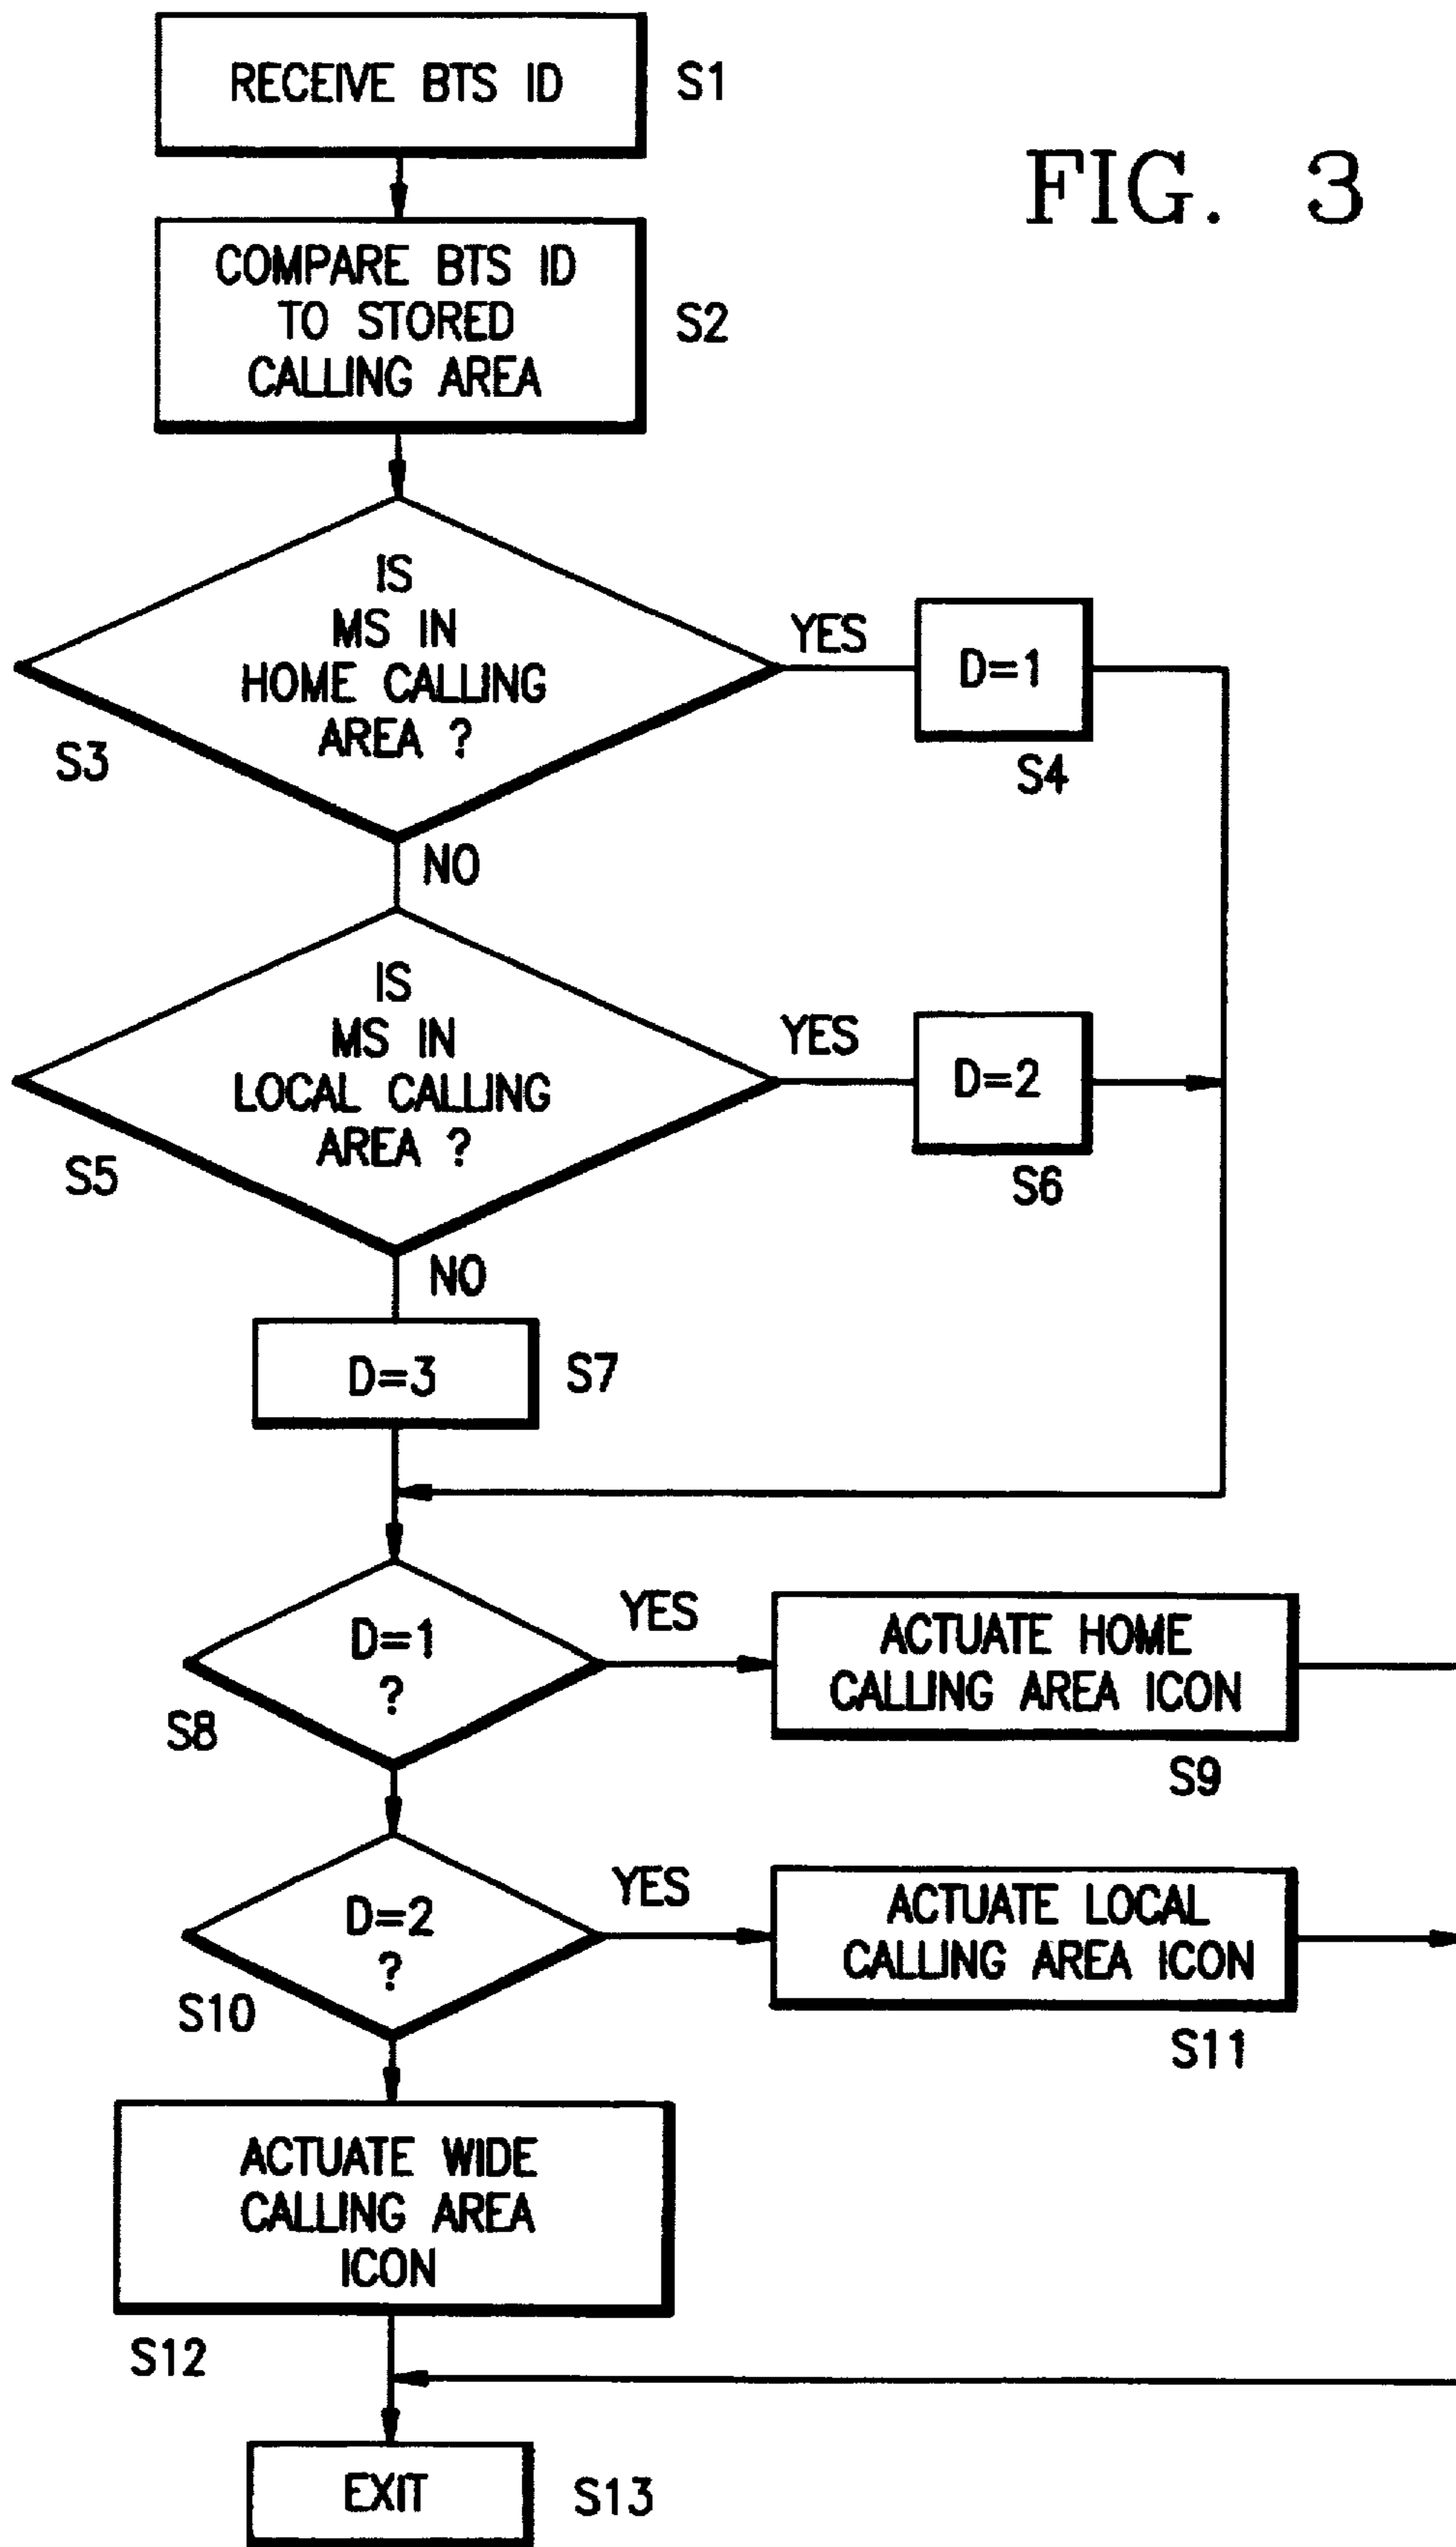 FIG. 3
RECEIVE BTS ID
S1
COMPARE BTS ID
TO STORED
CALLING AREA
S2
IS
MS IN
HOME CALLING
AREA ?
S3
YES
D=1
S4
NO
IS
MS IN
LOCAL CALLING
AREA ?
S5
YES
D=2
S6
NO
D=3
S7
D=1
?
S8
YES
ACTUATE HOME
CALLING AREA ICON
S9
D=2
?
S10
YES
ACTUATE LOCAL
CALLING AREA ICON
S11
ACTUATE WIDE
CALLING AREA
ICON
S12
EXIT
S13